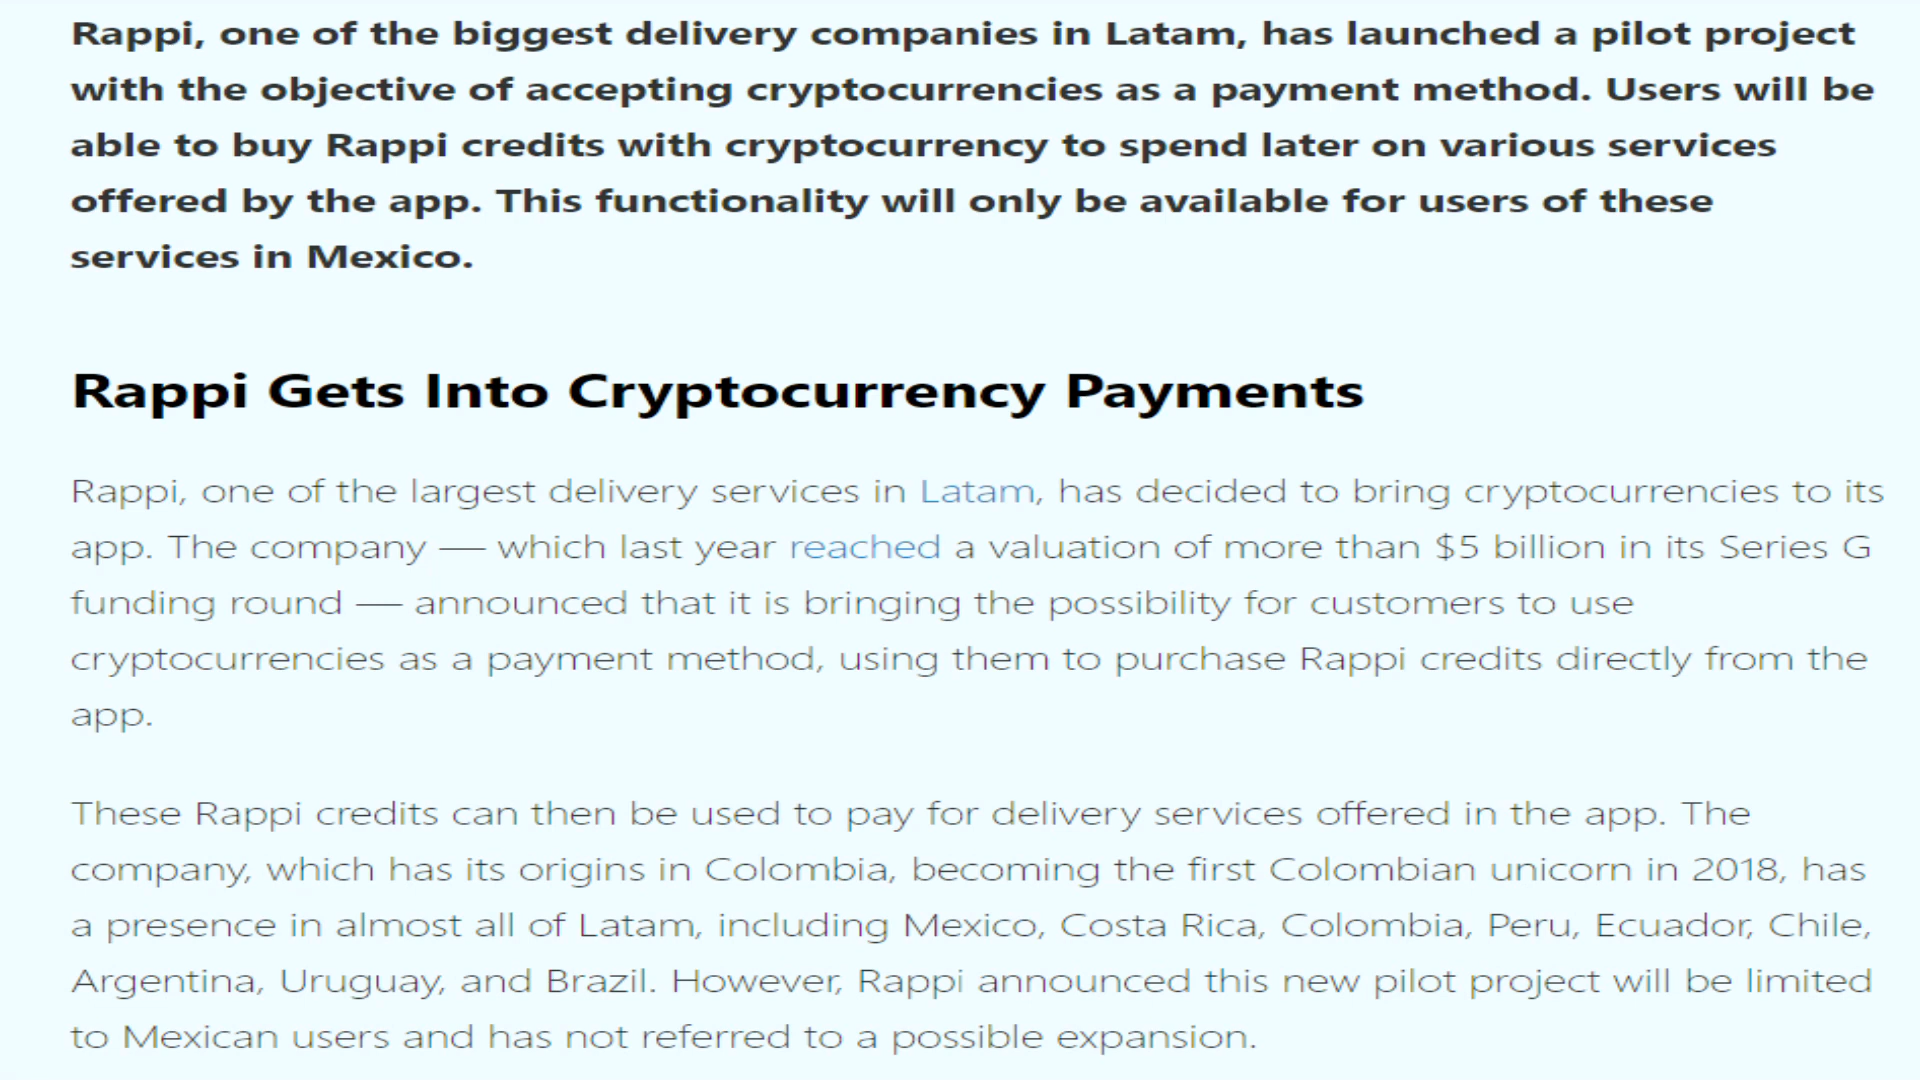 Rappi, one of the biggest delivery companies in Latam, has launched a pilot project
with the objective of accepting cryptocurrencies as a payment method. Users will be
able to buy Rappi credits with cryptocurrency to spend later on various services
offered by the app. This functionality will only be available for users of these
services in Mexico.
Rappi Gets Into Cryptocurrency Payments
Rappi, one of the largest delivery services in Latam, has decided to bring cryptocurrencies to its
app. The company — which last year reached a valuation of more than $5 billion in its Series G
funding round — announced that it is bringing the possibility for customers to use
cryptocurrencies as a payment method, using them to purchase Rappi credits directly from the
app.
These Rappi credits can then be used to pay for delivery services offered in the app. The
company, which has its origins in Colombia, becoming the first Colombian unicorn in 2018, has
a presence in almost all of Latam, including Mexico, Costa Rica, Colombia, Peru, Ecuador, Chile,
Argentina, Uruguay, and Brazil. However, Rappi announced this new pilot project will be limited
to Mexican users and has not referred to a possible expansion.